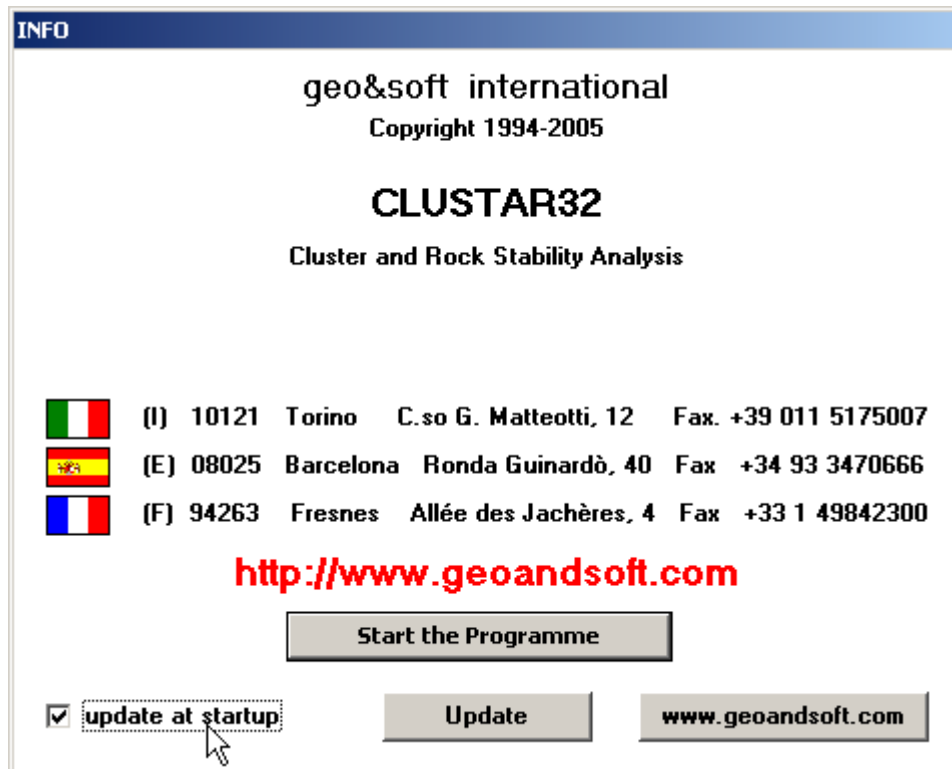 INFO
geo&soft international
Copyright 1994-2005
CLUSTAR32
Cluster and Rock Stability Analysis
(I) 10121 Torino C.so G. Matteotti, 12 Fax. +39 011 5175007
(E) 08025 Barcelona Ronda Guinardò, 40 Fax +34 93 3470666
(F) 94263 Fresnes Allée des Jachères, 4 Fax +33 1 49842300
http://www.geoandsoft.com
Start the Programme
update at startup Update www.geoandsoft.com